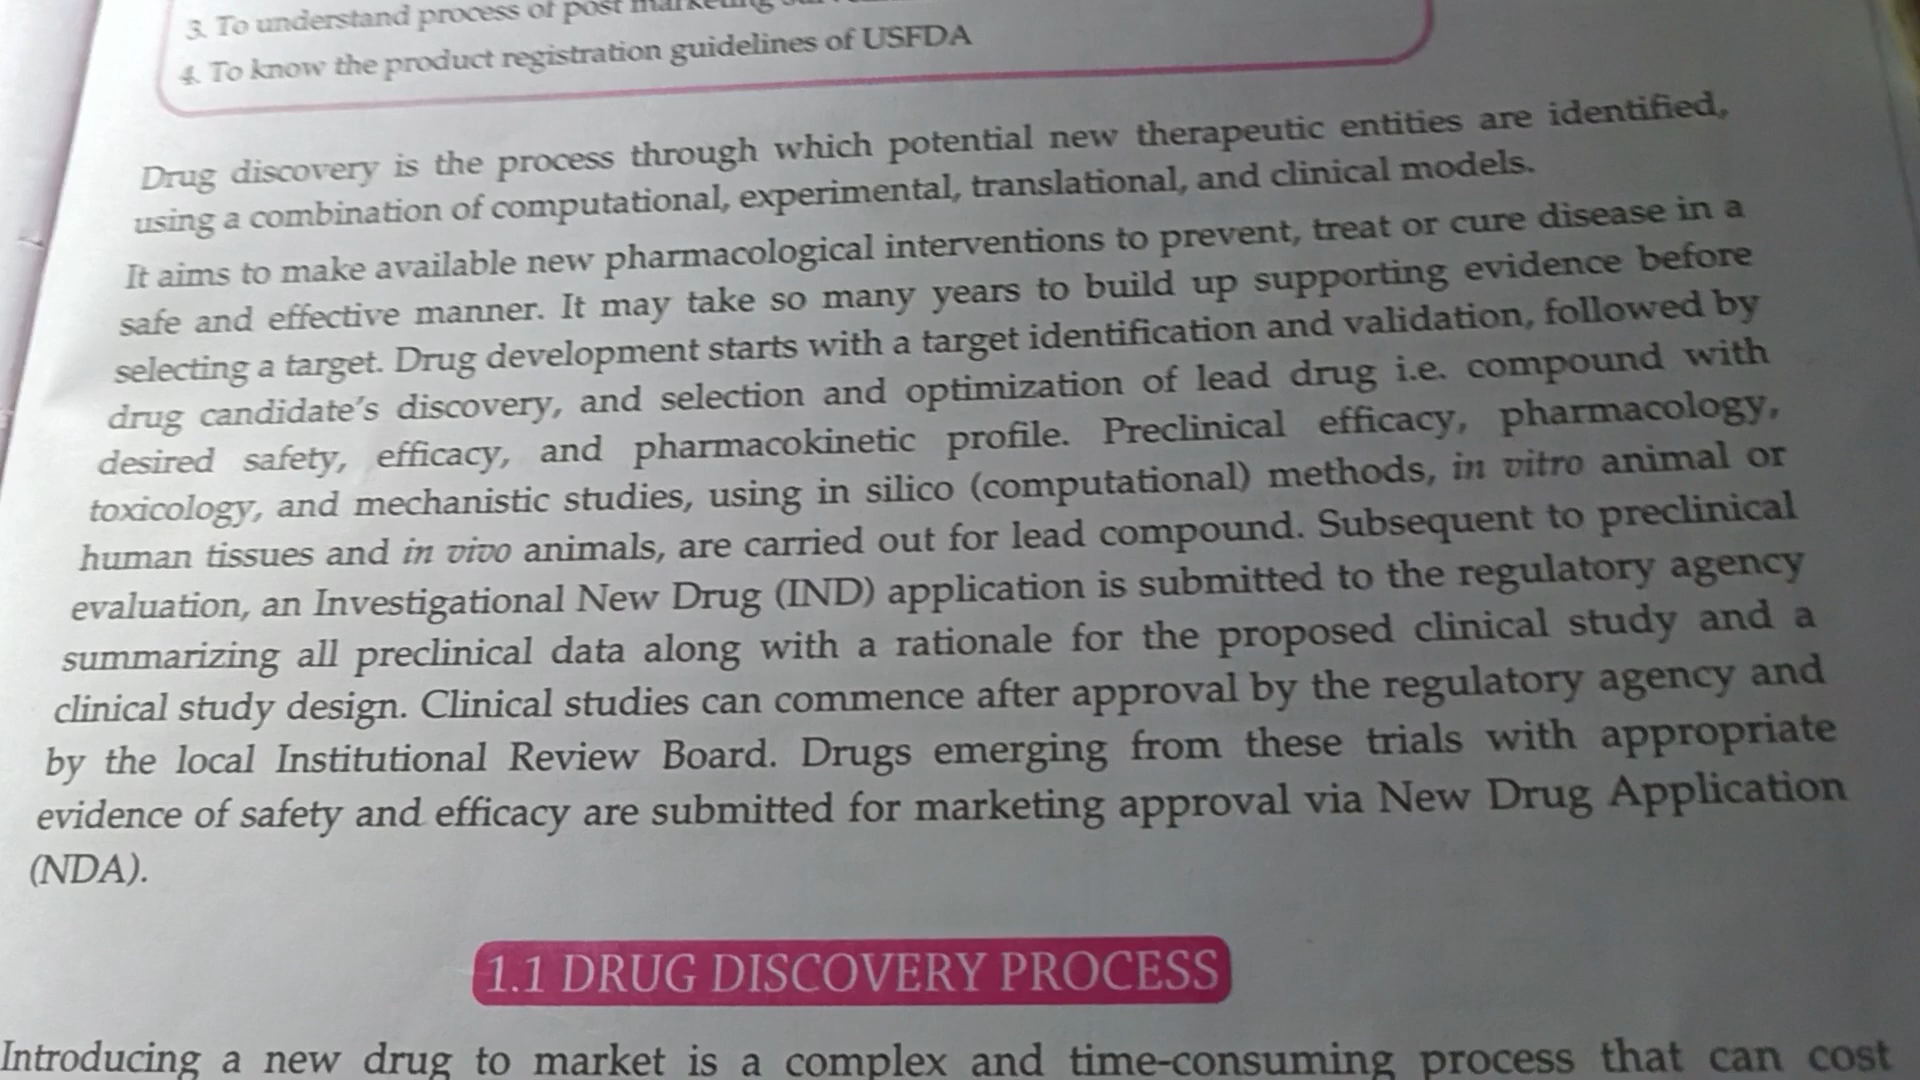 3. To understand process of post marketing
4. To know the product registration guidelines of USFDA
Drug discovery is the process through which potential new therapeutic entities are identified,
using a combination of computational, experimental, translational, and clinical models.
It aims to make available new pharmacological interventions to prevent, treat or cure disease in a
safe and effective manner. It may take so many years to build up supporting evidence before
selecting a target. Drug development starts with a target identification and validation, followed by
drug candidate's discovery, and selection and optimization of lead drug i.e. compound with
desired safety, efficacy, and pharmacokinetic profile. Preclinical efficacy, pharmacology,
toxicology, and mechanistic studies, using in silico (computational) methods, in vitro animal or
human tissues and in vivo animals, are carried out for lead compound. Subsequent to preclinical
evaluation, an Investigational New Drug (IND) application is submitted to the regulatory agency
summarizing all preclinical data along with a rationale for the proposed clinical study and a
clinical study design. Clinical studies can commence after approval by the regulatory agency and
by the local Institutional Review Board. Drugs emerging from these trials with appropriate
evidence of safety and efficacy are submitted for marketing approval via New Drug Application
(NDA).
1.1 DRUG DISCOVERY PROCESS
Introducing a new drug to market is a complex and time-consuming process that can cost